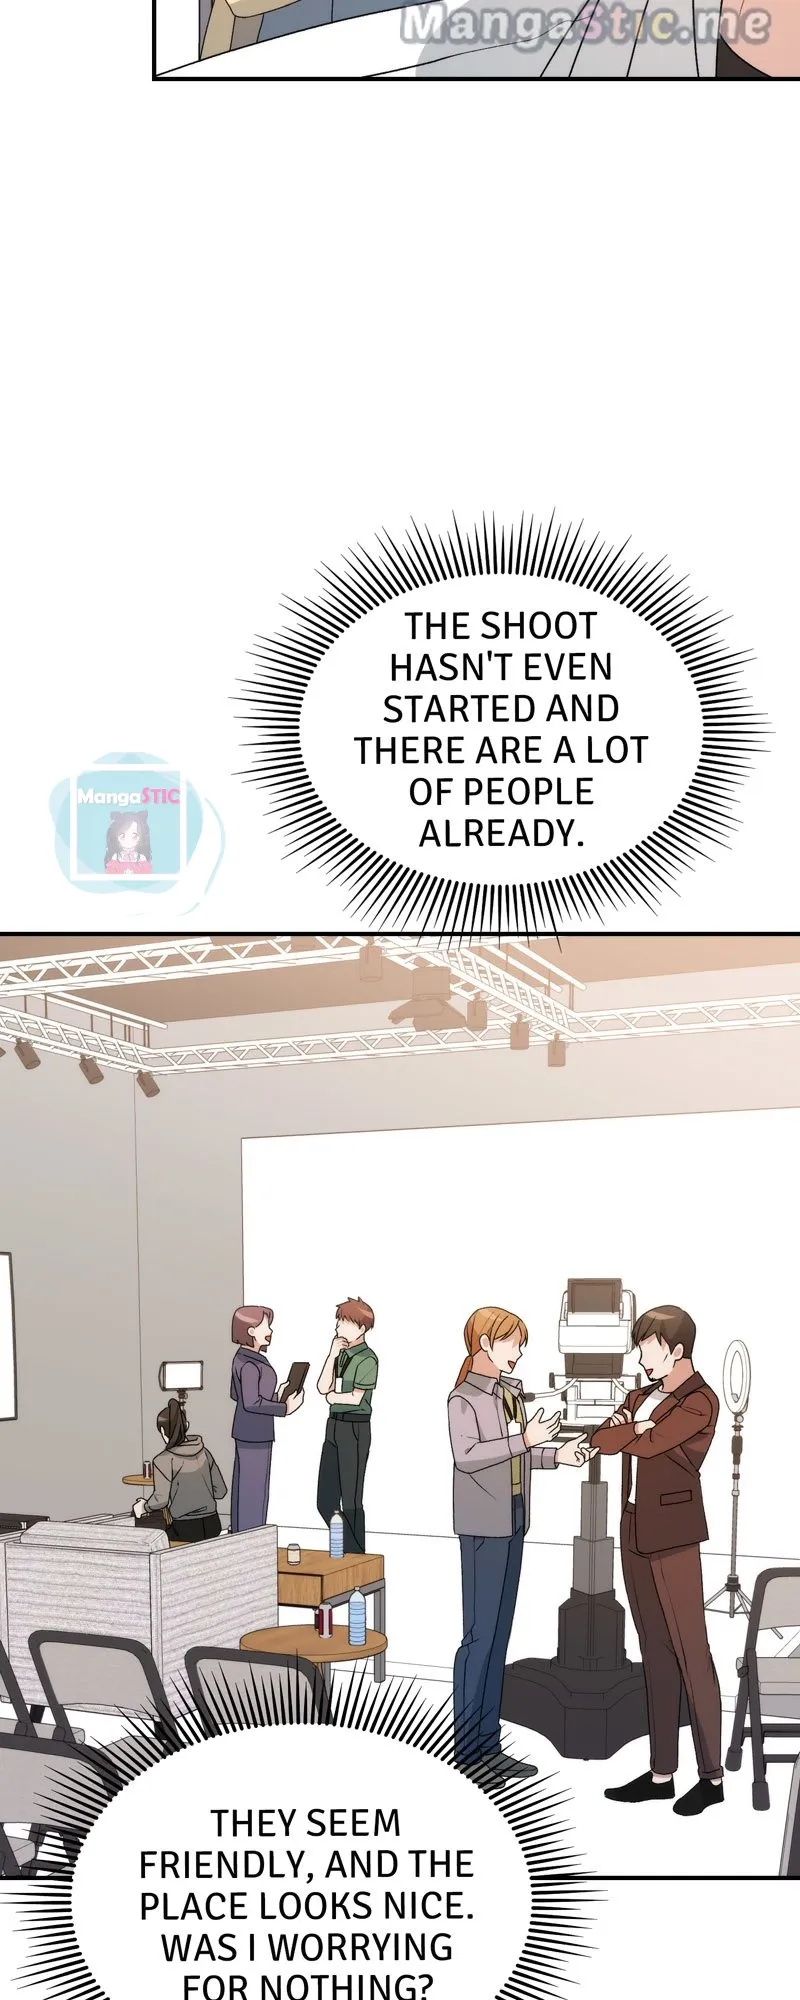 MangaStic.me
THE SHOOT
HASN'T EVEN
STARTED AND
THERE ARE A LOT
OF PEOPLE
ALREADY.
MangaSTIC
THEY SEEM
FRIENDLY, AND THE
PLACE LOOKS NICE.
WAS I WORRYING
FOR NOTHING?